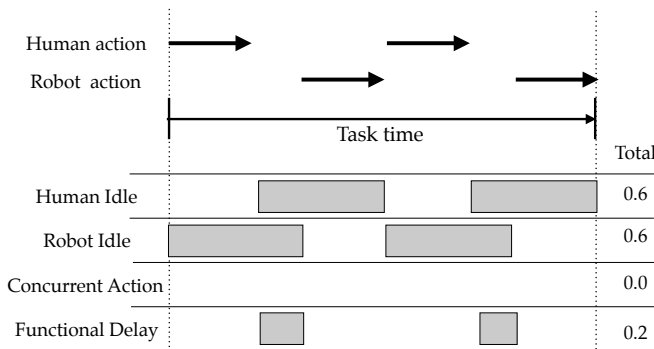 Human action
Robot action
Task time
Total
Human Idle 0.6
Robot Idle 0.6
Concurrent Action 0.0
Functional Delay 0.2